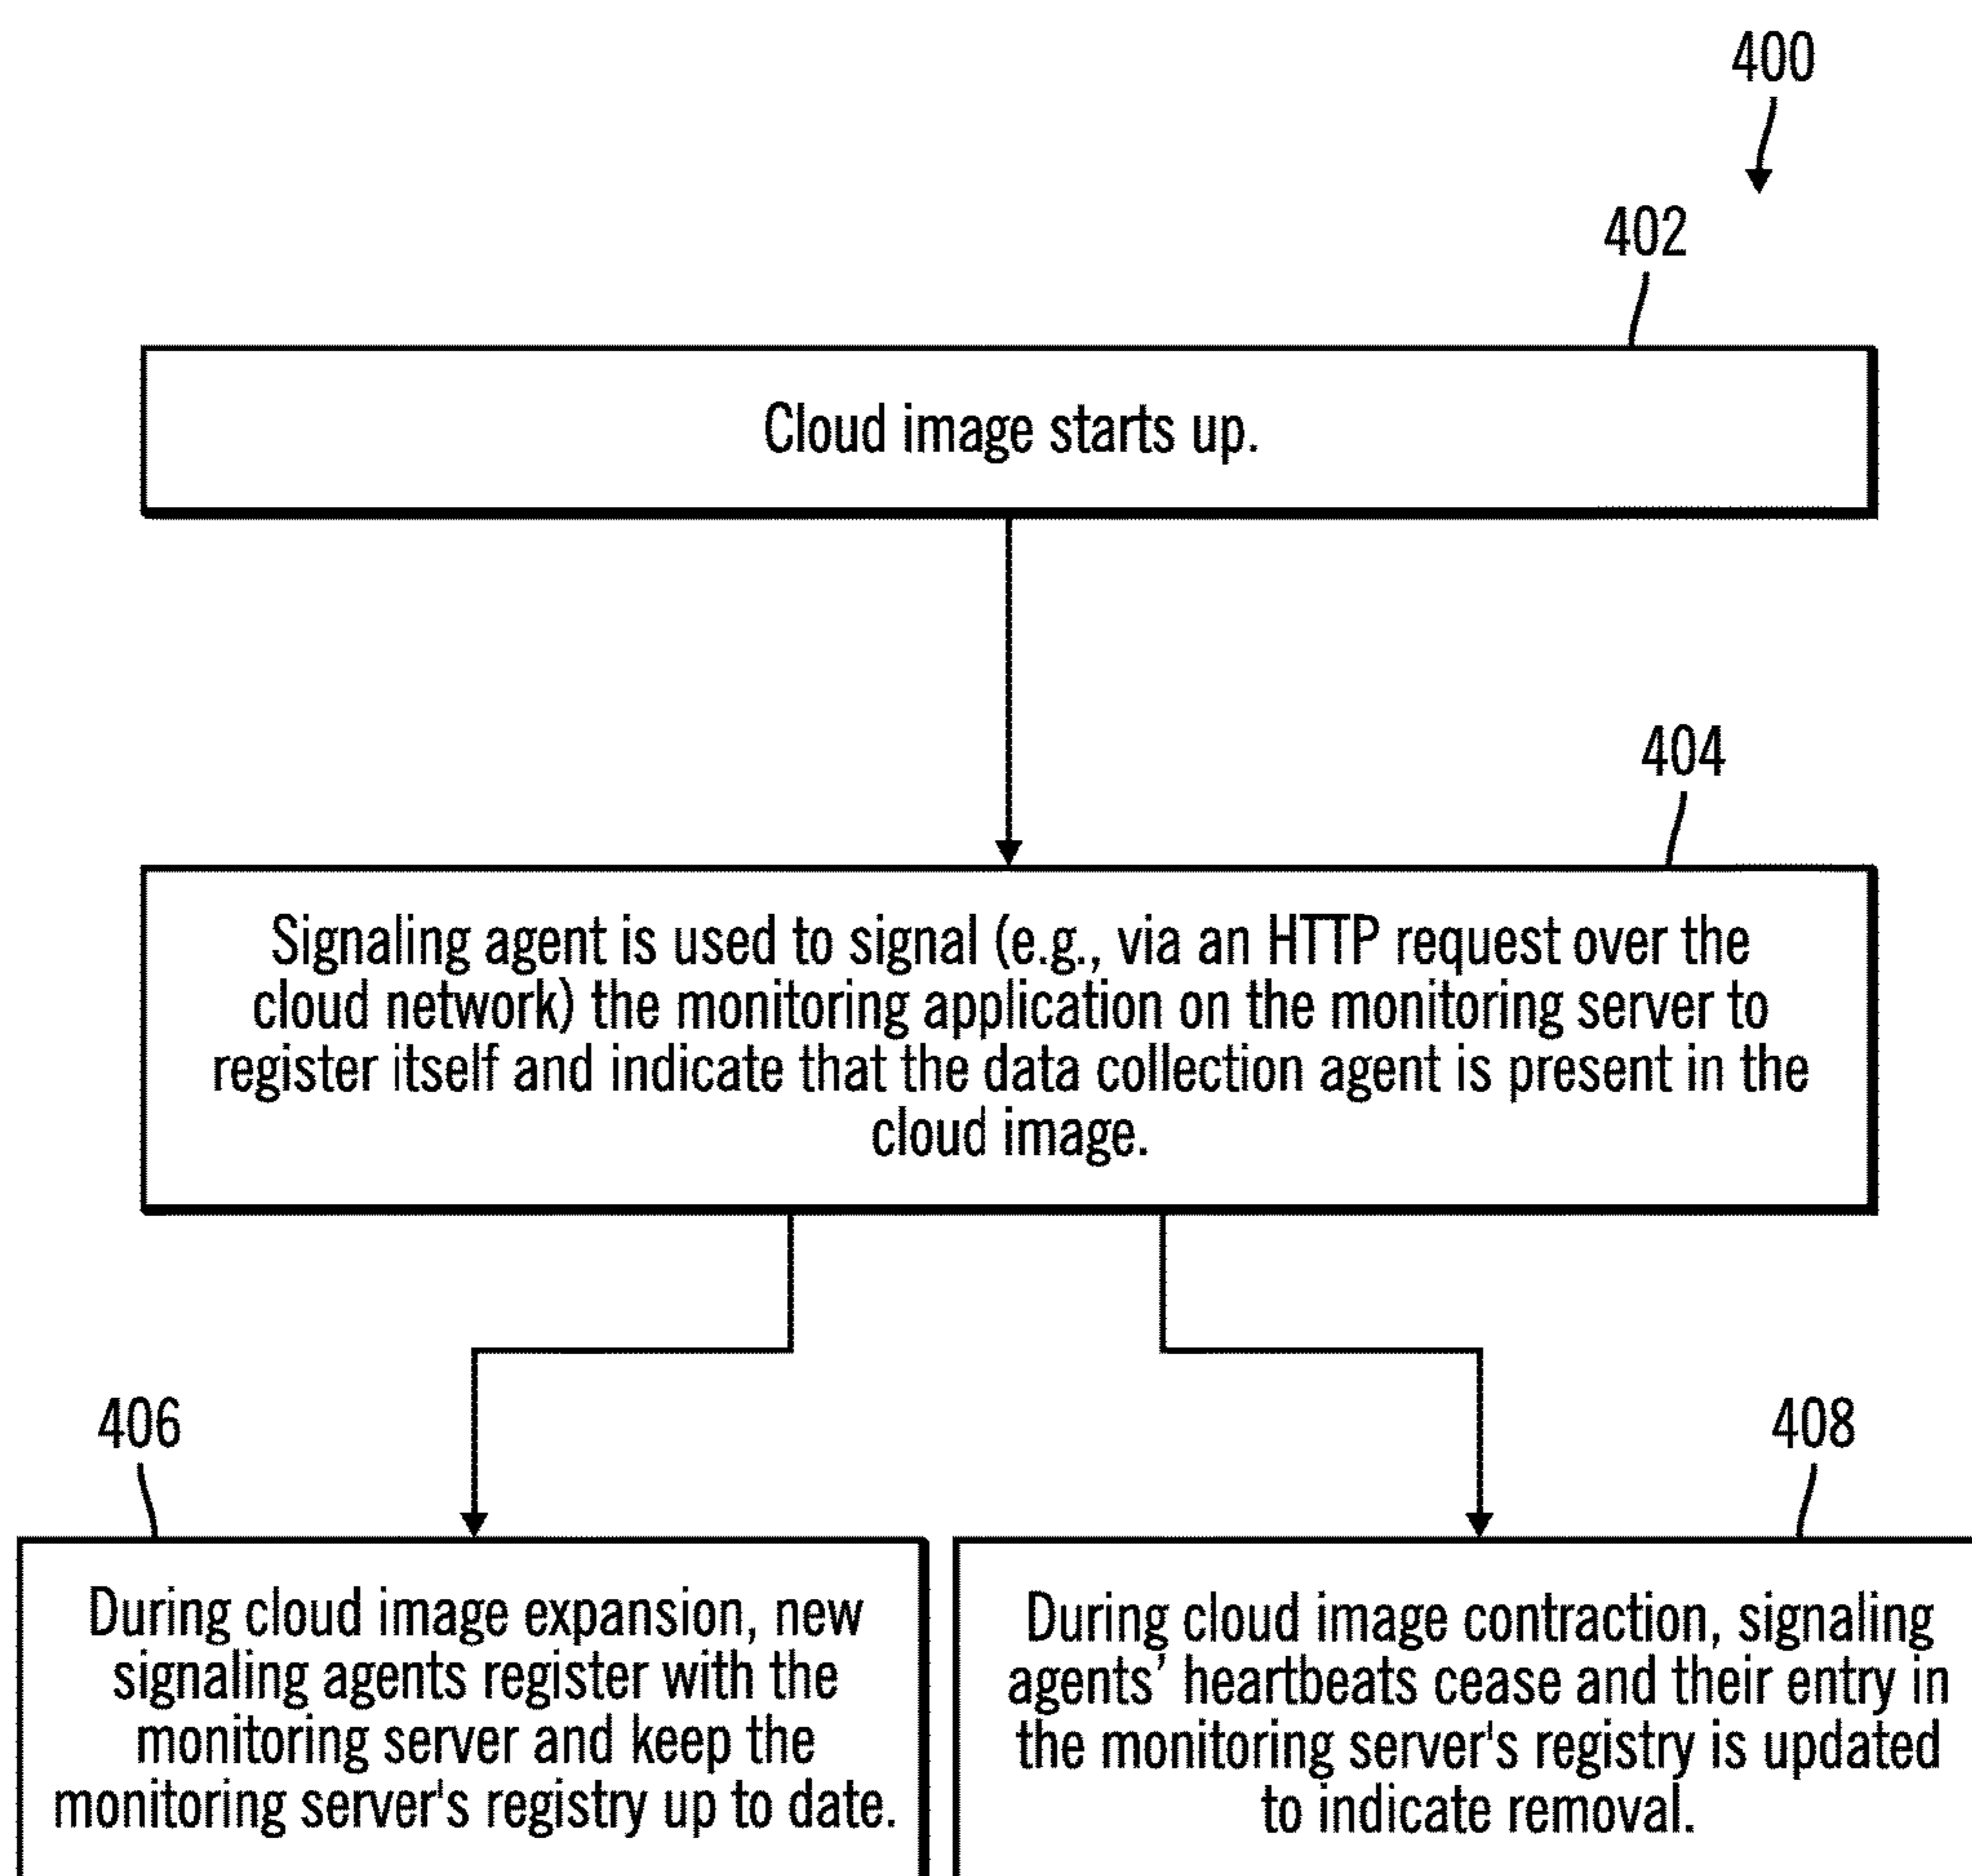 400
402
Cloud image starts up.
404
Signaling agent is used to signal (e.g., via an HTTP request over the
cloud network) the monitoring application on the monitoring server to
register itself and indicate that the data collection agent is present in the
cloud image.
406
During cloud image expansion, new
signaling agents register with the
monitoring server and keep the
monitoring server's registry up to date.
408
During cloud image contraction, signaling
agents’ heartbeats cease and their entry in
the monitoring server's registry is updated
to indicate removal.